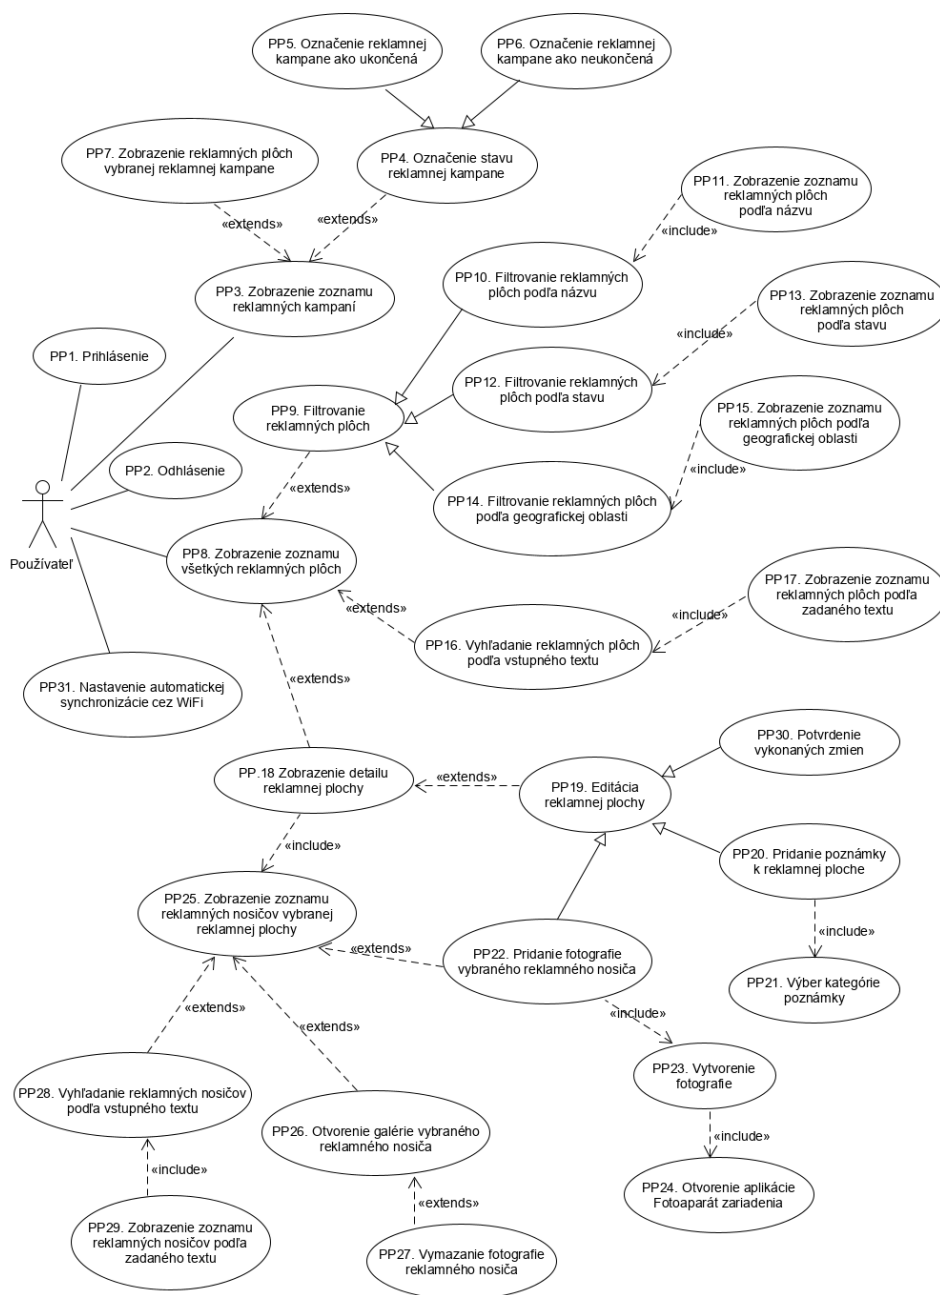 PP5. Označenie reklamnej
kampane ako ukončená
PP6. Označenie reklamnej
kampane ako neukončená
PP7. Zobrazenie reklamných plôch
vybranej reklamnej kampane
PP4. Označenie stavu
reklamnej kampane
PP11. Zobrazenie zoznamu
reklamných plôch
podľa názvu
«extends»
«extends»
«include»
PP3. Zobrazenie zoznamu
reklamných kampaní
PP10. Filtrovanie reklamných
plôch podľa názvu
PP13. Zobrazenie zoznamu
reklamných plôch
podľa stavu
«include»
PP1. Prihlásenie
PP12. Filtrovanie reklamných
plôch podľa stavu
PP9. Filtrovanie
reklamných plôch
PP15. Zobrazenie zoznamu
reklamných plôch podľa
geografickej oblasti
«include»
PP2. Odhlásenie
«extends»
PP14. Filtrovanie reklamných plôch
podľa geografickej oblasti
Používateľ
PP8. Zobrazenie zoznamu
všetkých reklamných plôch
PP17. Zobrazenie zoznamu
reklamných plôch podľa
zadaného textu
«extends»
«include»
PP16. Vyhľadanie reklamných plôch
podľa vstupného textu
PP31. Nastavenie automatickej
synchronizácie cez WiFi
«extends»
PP30. Potvrdenie
vykonaných zmien
PP.18 Zobrazenie detailu
reklamnej plochy
«extends»
PP19. Editácia
reklamnej plochy
«include»
PP20. Pridanie poznámky
k reklamnej ploche
PP25. Zobrazenie zoznamu
reklamných nosičov vybranej
reklamnej plochy
«extends»
PP22. Pridanie fotografie
vybraného reklamného nosiča
«include»
PP21. Výber kategórie
poznámky
«extends»
«extends»
«include»
PP23. Vytvorenie
fotografie
PP28. Vyhľadanie reklamných nosičov
podľa vstupného textu
PP26. Otvorenie galérie vybraného
reklamného nosiča
«include»
«include»
PP24. Otvorenie aplikácie
Fotoaparát zariadenia
«extends»
PP29. Zobrazenie zoznamu
reklamných nosičov podľa
zadaného textu
PP27. Vymazanie fotografie
reklamného nosiča